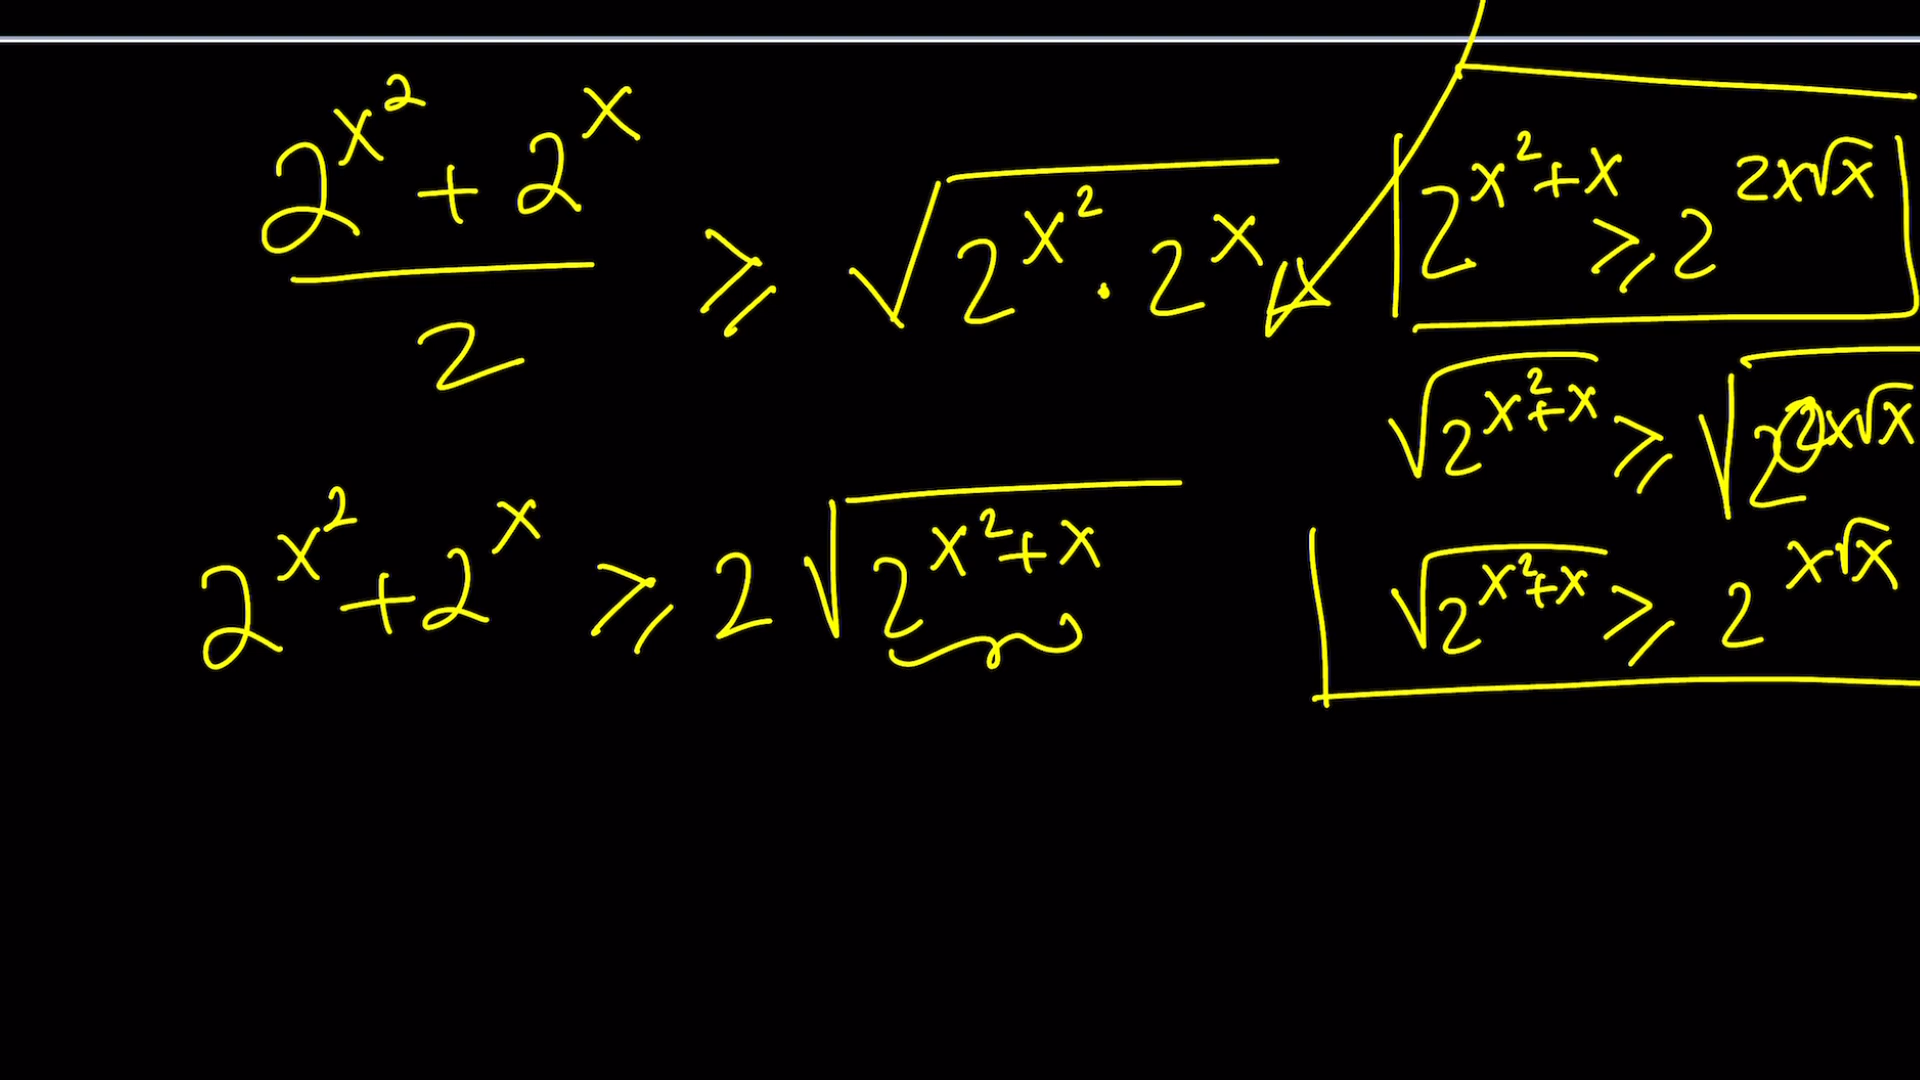 (2^{x^2} + 2^x) / 2 ≥ √(2^{x^2} · 2^x)
2^{x^2} + 2^x ≥ 2√(2^{x^2+x})
2^{x^2+x} ≥ 2^{2x√x}
√(2^{x^2+x}) ≥ √(2^{2x√x})
√(2^{x^2+x}) ≥ 2^{x√x}